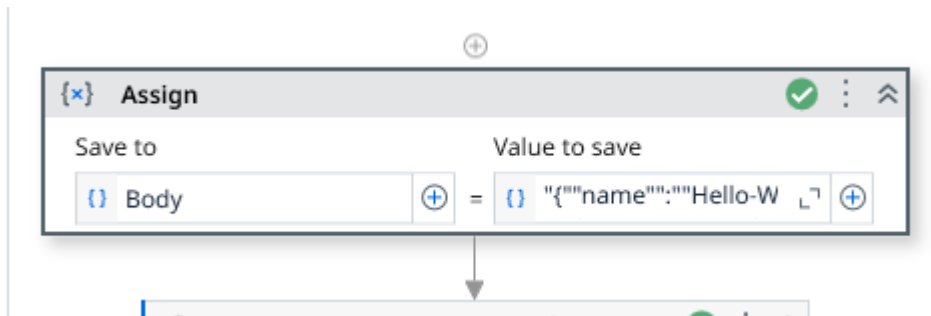 {x} Assign
Save to
Value to save
{} Body
= {} "{""name"":""Hello-W